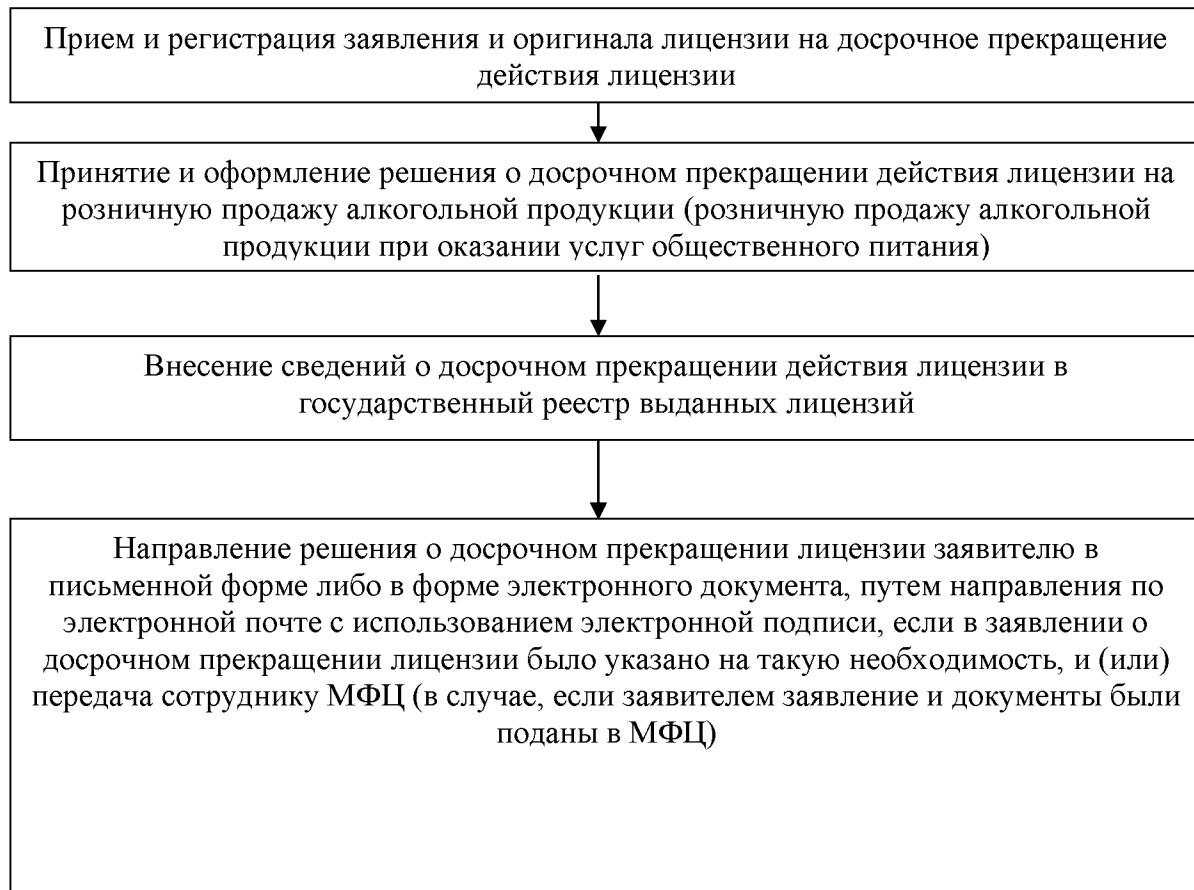 Прием и регистрация заявления и оригинала лицензии на досрочное прекращение
действия лицензии
Принятие и оформление решения о досрочном прекращении действия лицензии на
розничную продажу алкогольной продукции (розничную продажу алкогольной
продукции при оказании услуг общественного питания)
Внесение сведений о досрочном прекращении действия лицензии в
государственный реестр выданных лицензий
Направление решения о досрочном прекращении лицензии заявителю в
письменной форме либо в форме электронного документа, путем направления по
электронной почте с использованием электронной подписи, если в заявлении о
досрочном прекращении лицензии было указано на такую необходимость, и (или)
передача сотруднику МФЦ (в случае, если заявителем заявление и документы были
поданы в МФЦ)